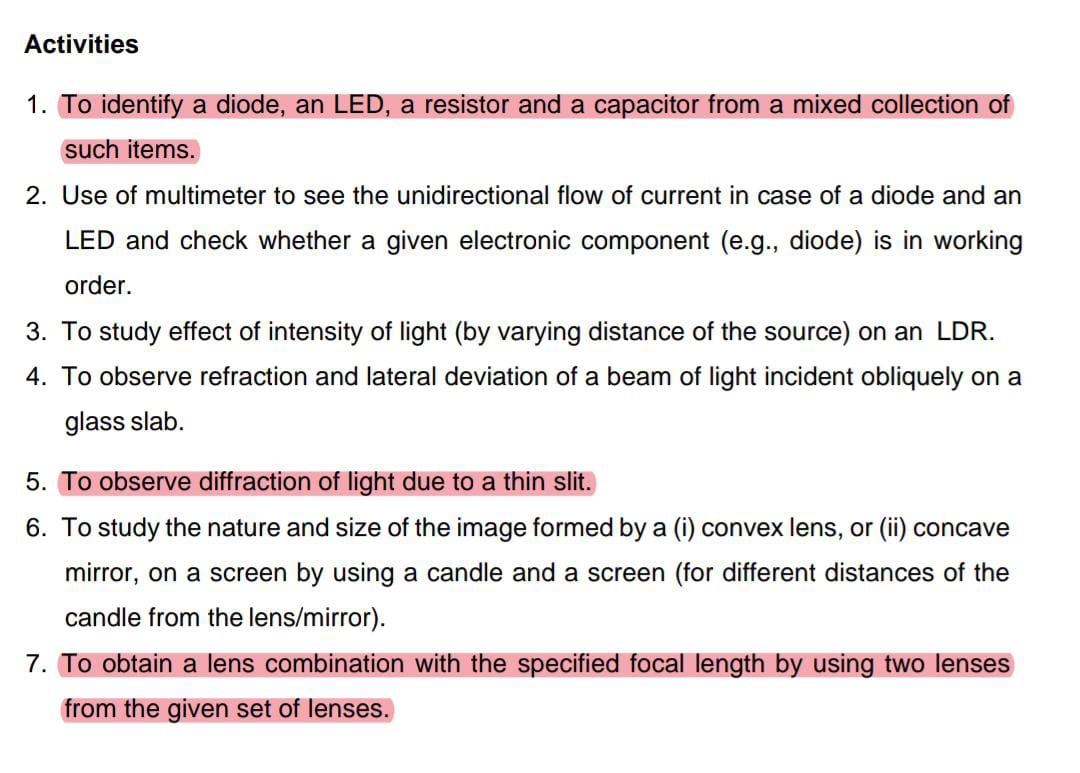 Activities
1. To identify a diode, an LED, a resistor and a capacitor from a mixed collection of
such items.
2. Use of multimeter to see the unidirectional flow of current in case of a diode and an
LED and check whether a given electronic component (e.g., diode) is in working
order.
3. To study effect of intensity of light (by varying distance of the source) on an LDR.
4. To observe refraction and lateral deviation of a beam of light incident obliquely on a
glass slab.
5. To observe diffraction of light due to a thin slit.
6. To study the nature and size of the image formed by a (i) convex lens, or (ii) concave
mirror, on a screen by using a candle and a screen (for different distances of the
candle from the lens/mirror).
7. To obtain a lens combination with the specified focal length by using two lenses
from the given set of lenses.